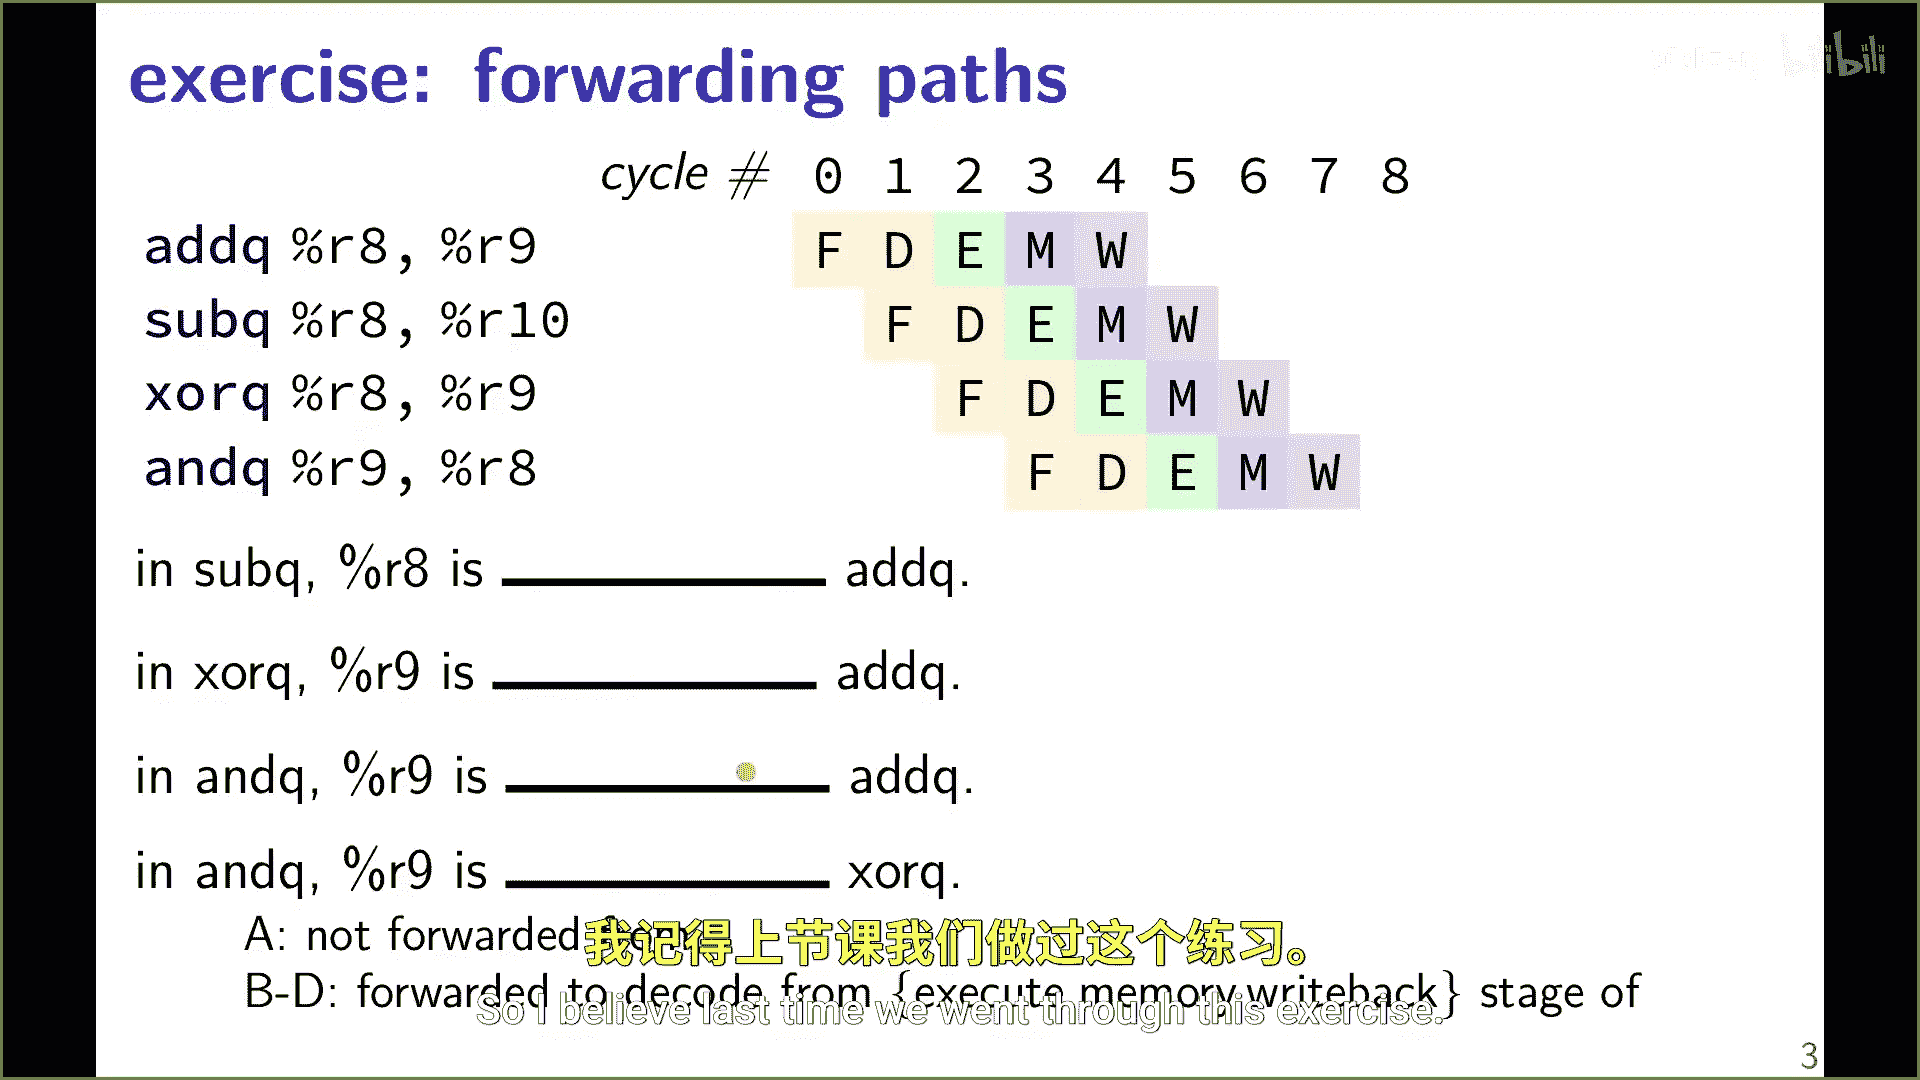 exercise: forwarding paths
bilibili
cycle # 0 1 2 3 4 5 6 7 8
addq %r8, %r9 F D E M W
subq %r8, %r10 F D E M W
xorq %r8, %r9 F D E M W
andq %r9, %r8 F D E M W
in subq, %r8 is addq.
in xorq, %r9 is addq.
in andq, %r9 is addq.
in andq, %r9 is xorq.
A: not forwarded from
我记得上节课我们做过这个练习。
B-D: forwarded to decode from {execute,memory,writeback} stage of
So I believe last time we went through this exercise.
3